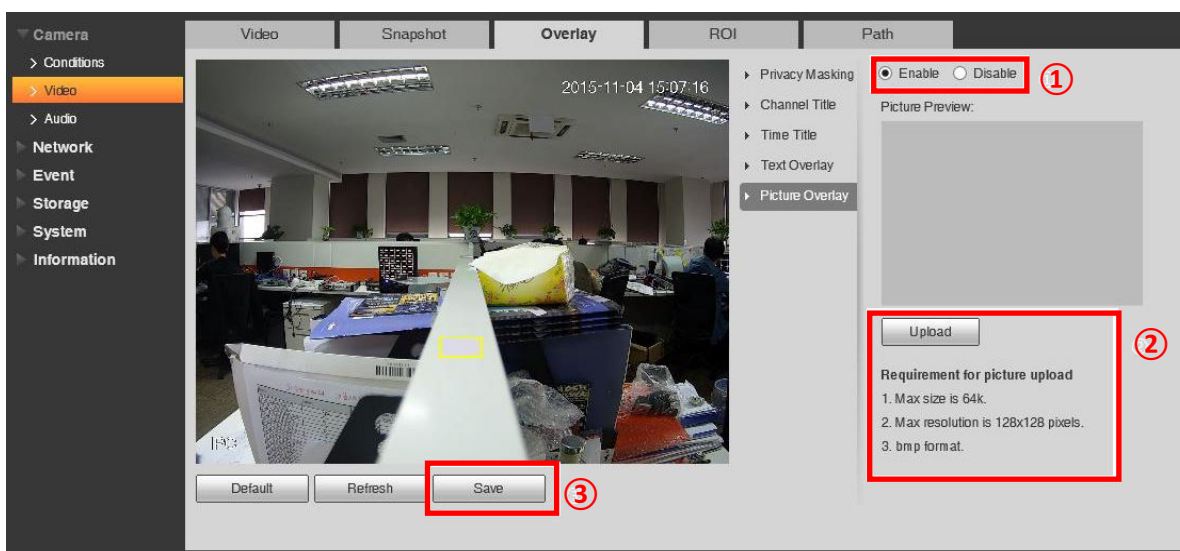 Camera
Conditions
Video
Audio
Network
Event
Storage
System
Information
Video Snapshot Overlay ROI Path
2015-11-04 15:07:16
Privacy Masking
Channel Title
Time Title
Text Overlay
Picture Overlay
Enable Disable
①
Picture Preview:
Upload
②
Requirement for picture upload
1. Max size is 64k.
2. Max resolution is 128x128 pixels.
3. bmp format.
Default Refresh Save
③